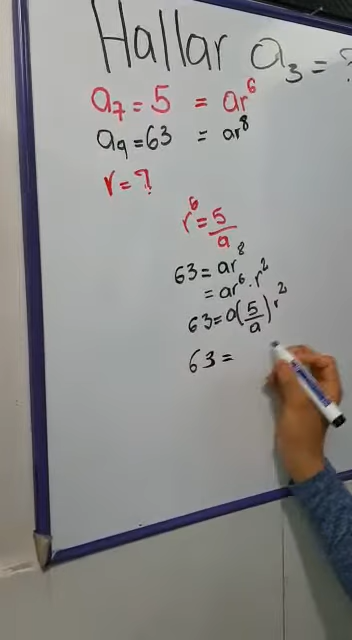 Hallar a₃ = ?
a₇ = 5 = ar⁶
a₉ = 63 = ar⁸
r = ?
r⁶ = 5/a
63 = ar⁸
= ar⁶ · r²
63 = a(5/a)r²
63 =